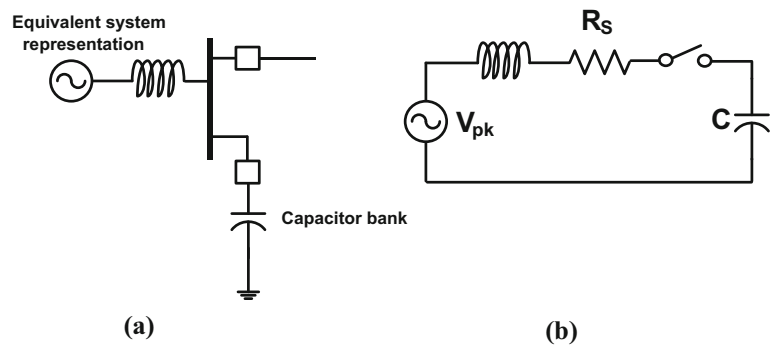 Equivalent system
representation
Capacitor bank
(a)
R_S
V_pk
C
(b)